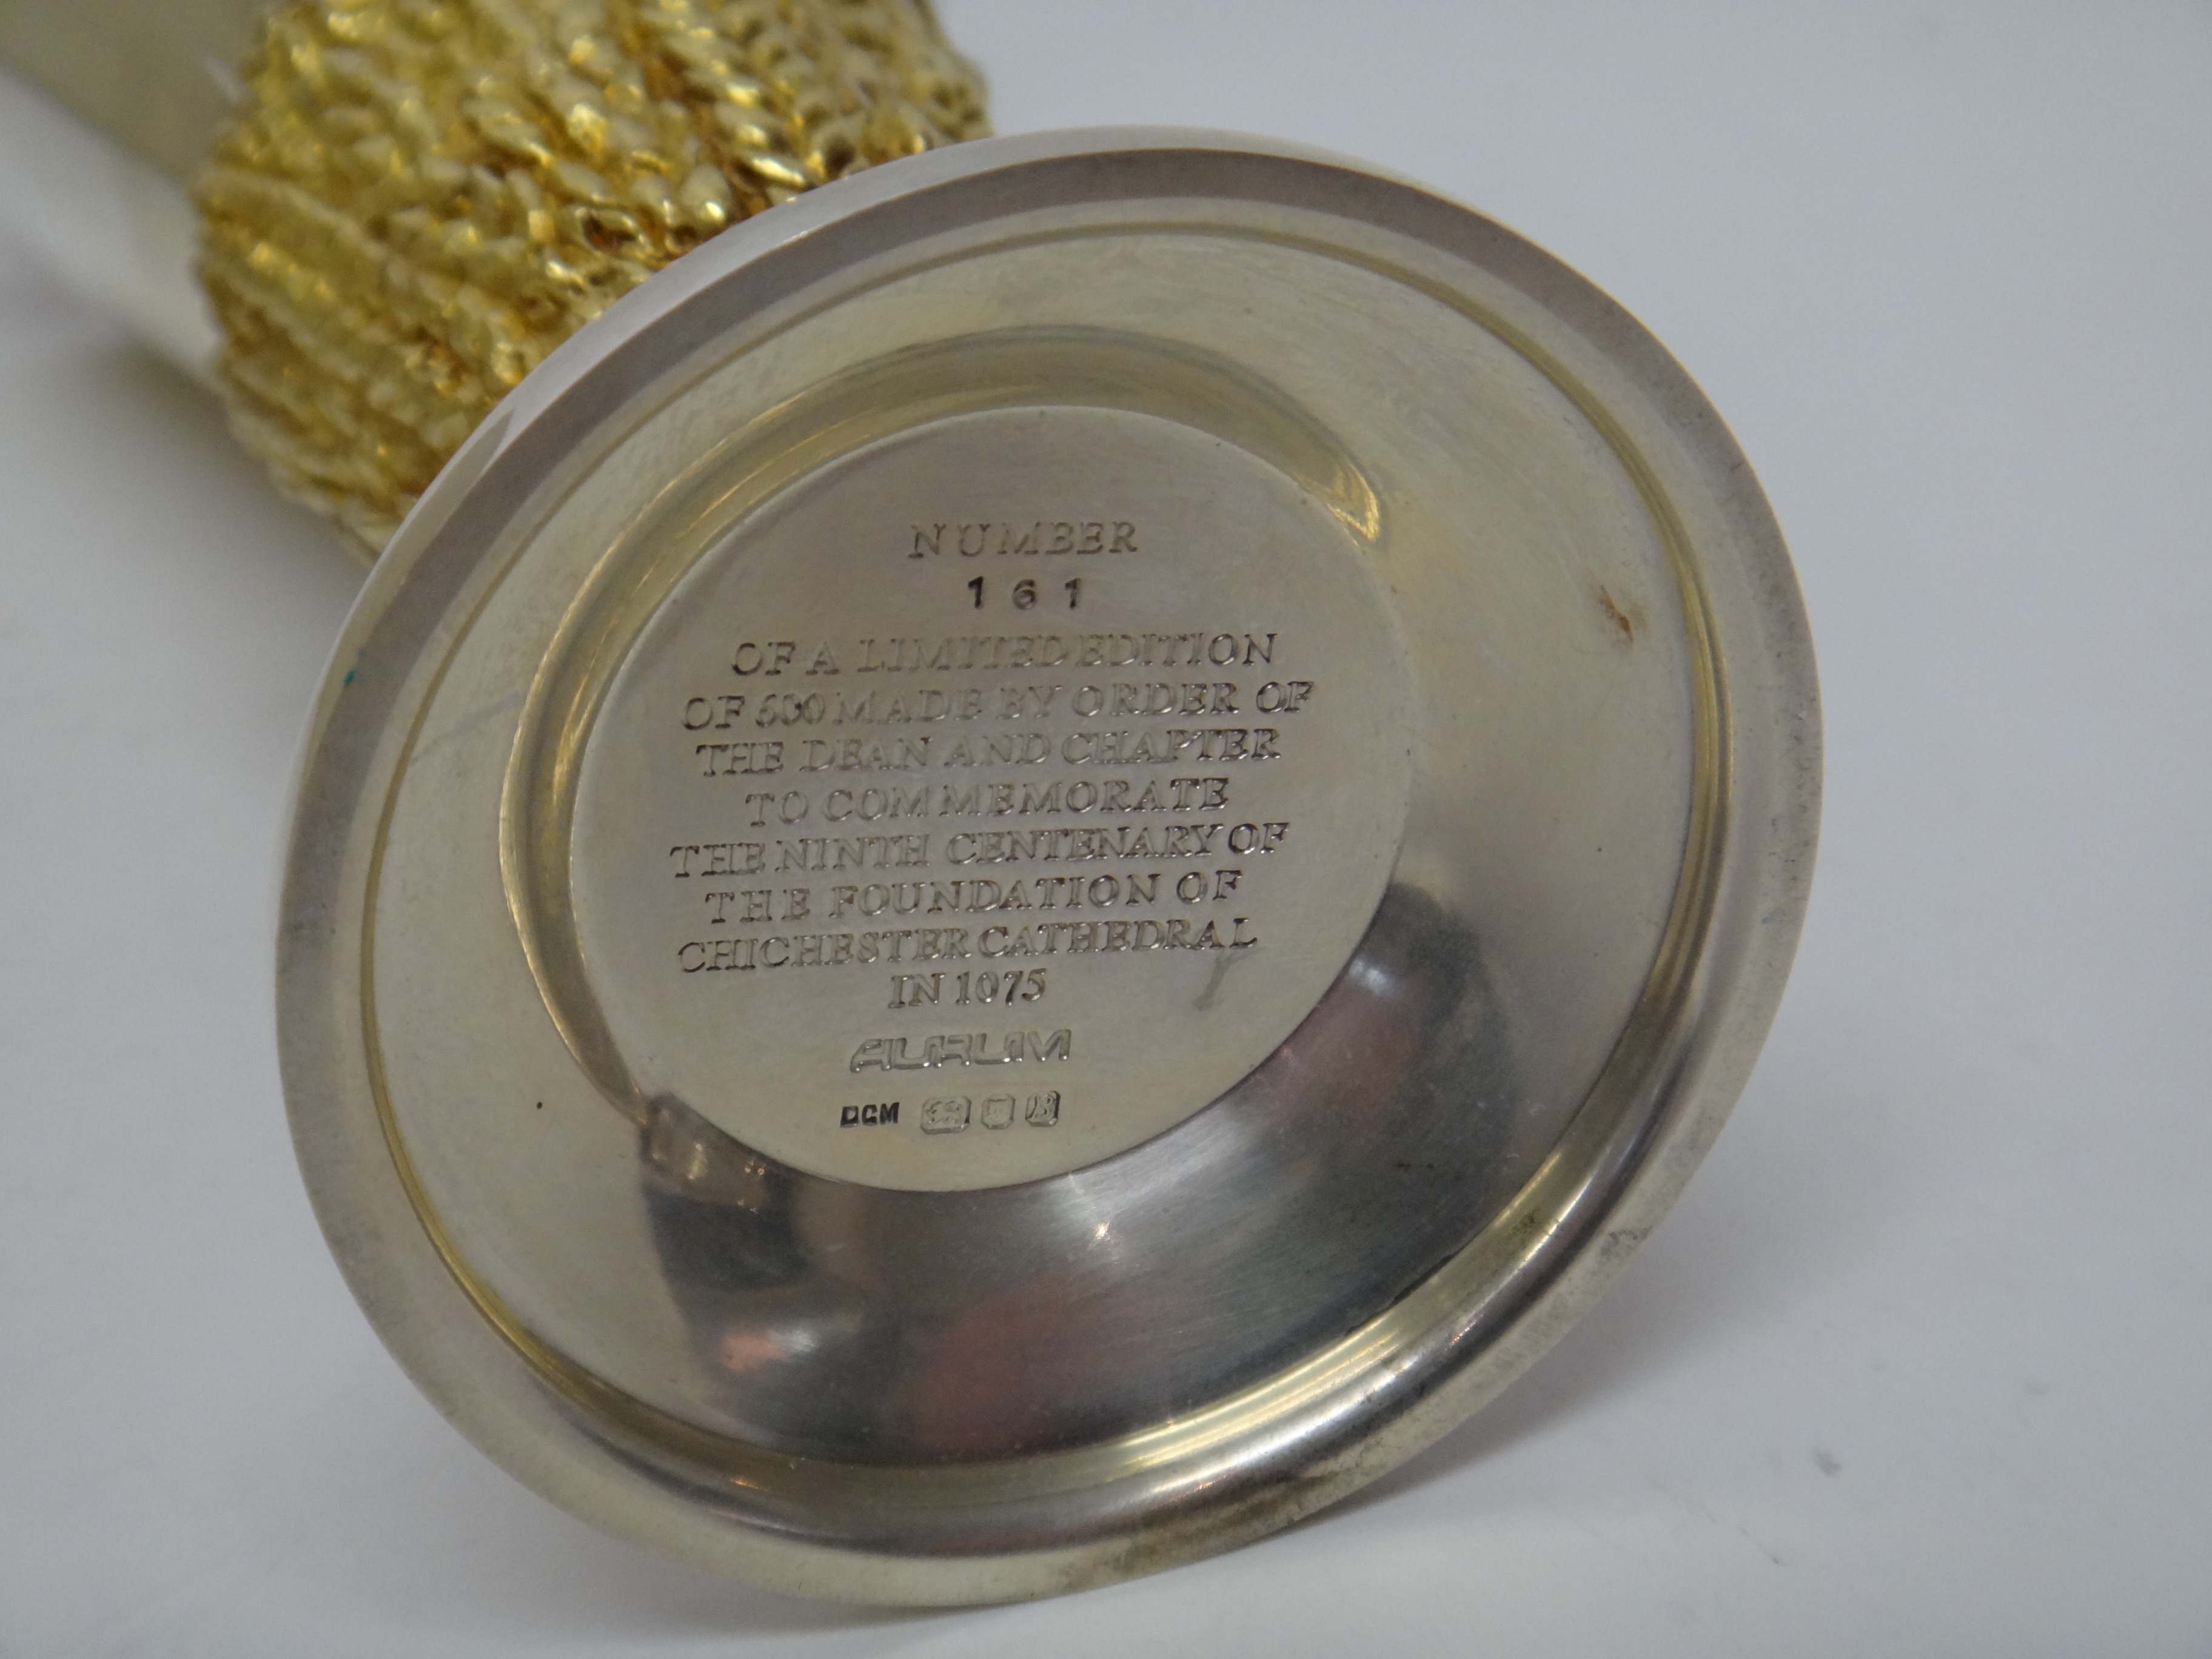 NUMBER
161
OF A LIMITED EDITION
OF 600 MADE BY ORDER OF
THE DEAN AND CHAPTER
TO COMMEMORATE
THE NINTH CENTENARY OF
THE FOUNDATION OF
CHICHESTER CATHEDRAL
IN 1075
AURUM
DGM